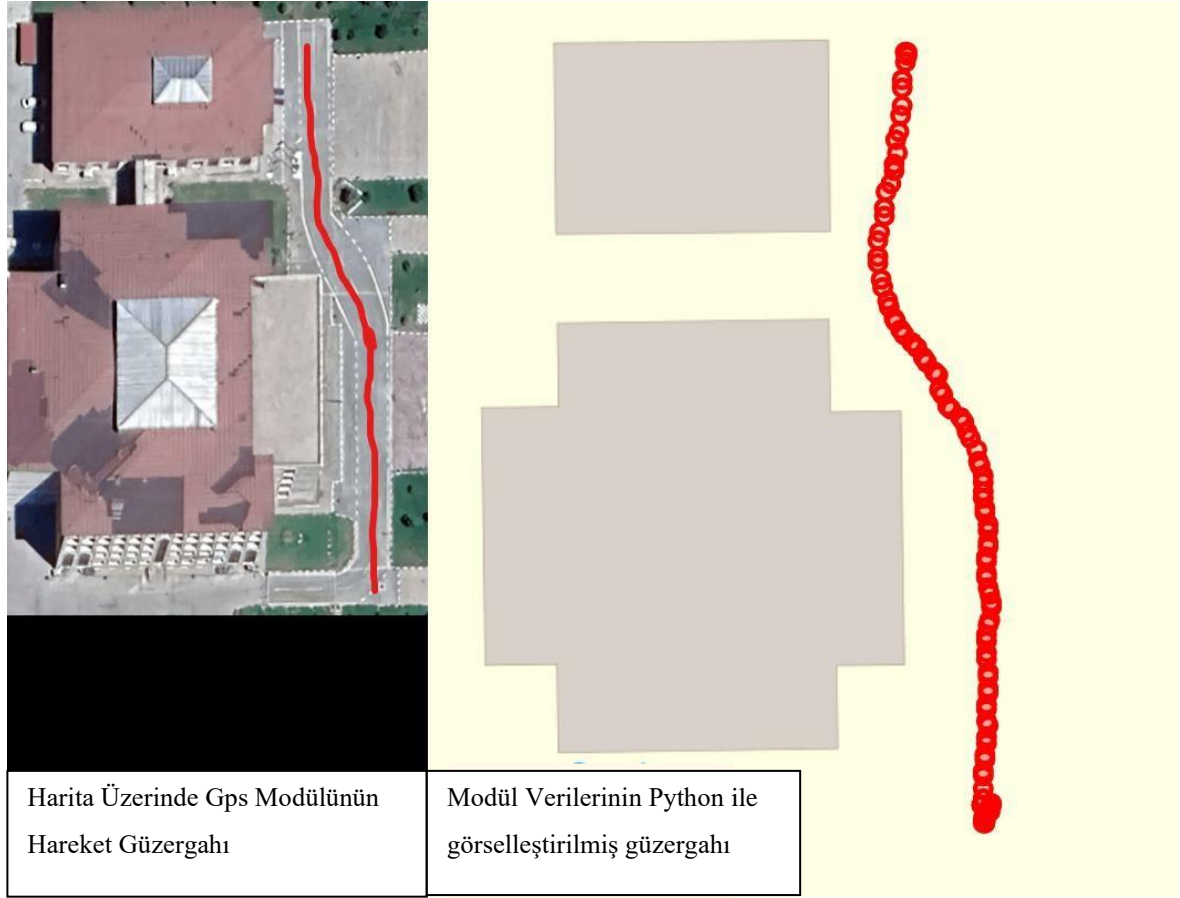 Harita Üzerinde Gps Modülünün
Hareket Güzergahı
Modül Verilerinin Python ile
görselleştirilmiş güzergahı